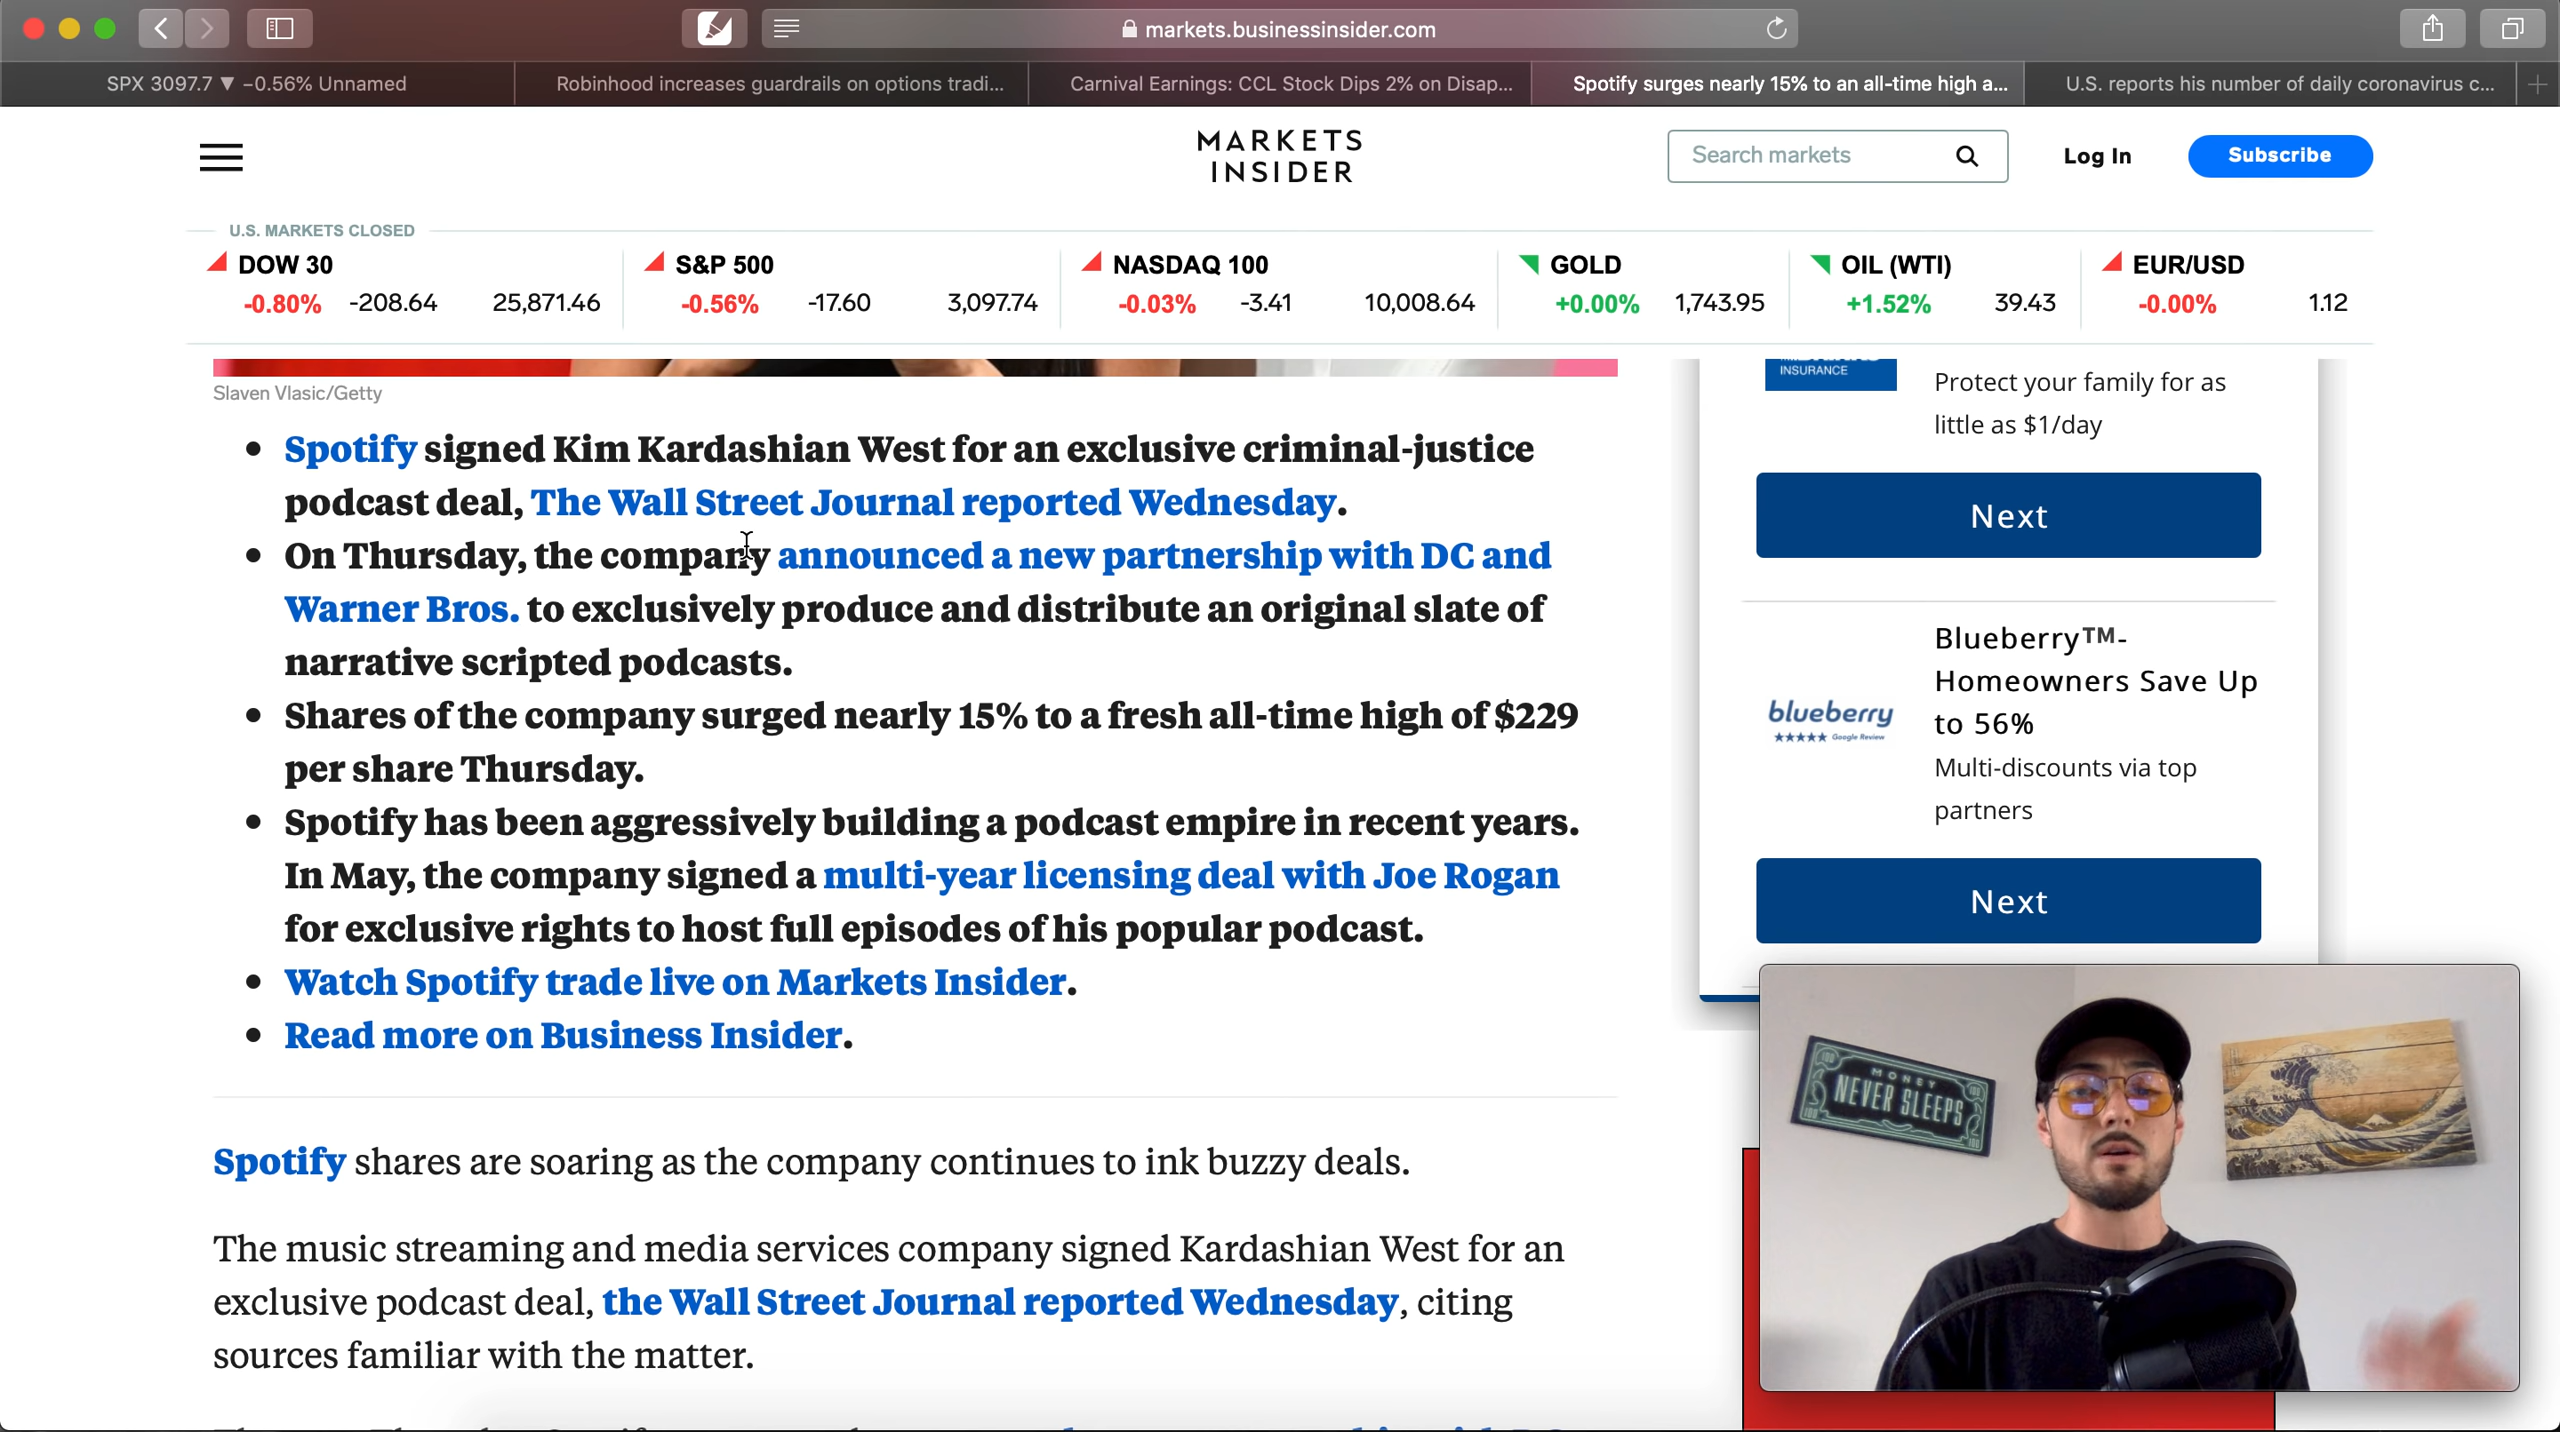 markets.businessinsider.com
SPX 3097.7 ▼ −0.56% Unnamed
Robinhood increases guardrails on options tradi...
Carnival Earnings: CCL Stock Dips 2% on Disap...
Spotify surges nearly 15% to an all-time high a...
U.S. reports his number of daily coronavirus c...
MARKETS
INSIDER
Search markets
Log In
Subscribe
U.S. MARKETS CLOSED
DOW 30
-0.80% -208.64 25,871.46
S&P 500
-0.56% -17.60 3,097.74
NASDAQ 100
-0.03% -3.41 10,008.64
GOLD
+0.00% 1,743.95
OIL (WTI)
+1.52% 39.43
EUR/USD
-0.00% 1.12
Slaven Vlasic/Getty
• Spotify signed Kim Kardashian West for an exclusive criminal-justice
podcast deal, The Wall Street Journal reported Wednesday.
• On Thursday, the company announced a new partnership with DC and
Warner Bros. to exclusively produce and distribute an original slate of
narrative scripted podcasts.
• Shares of the company surged nearly 15% to a fresh all-time high of $229
per share Thursday.
• Spotify has been aggressively building a podcast empire in recent years.
In May, the company signed a multi-year licensing deal with Joe Rogan
for exclusive rights to host full episodes of his popular podcast.
• Watch Spotify trade live on Markets Insider.
• Read more on Business Insider.
Spotify shares are soaring as the company continues to ink buzzy deals.
The music streaming and media services company signed Kardashian West for an
exclusive podcast deal, the Wall Street Journal reported Wednesday, citing
sources familiar with the matter.
INSURANCE
Protect your family for as
little as $1/day
Next
blueberry
★★★★★ Google Review
Blueberry™-
Homeowners Save Up
to 56%
Multi-discounts via top
partners
Next
100 100
MONEY
NEVER SLEEPS
100 100